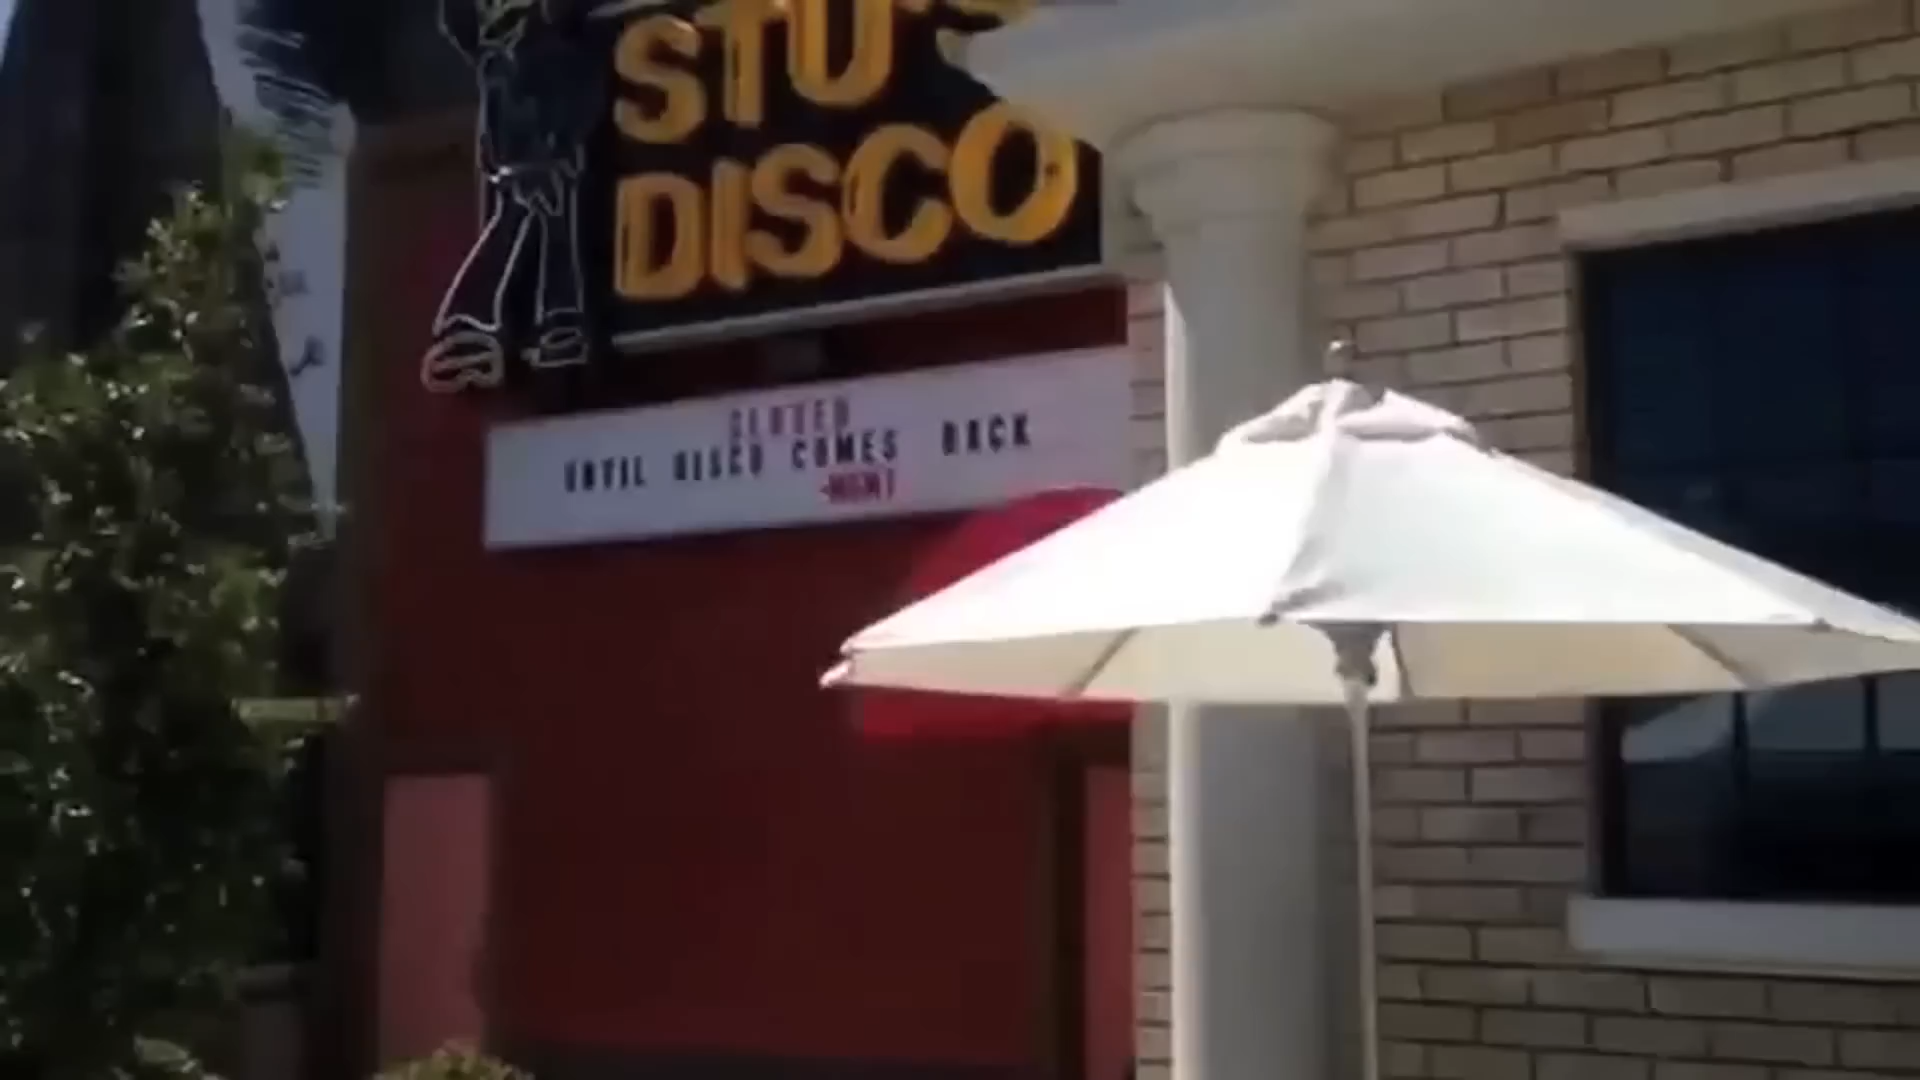 STU'S
DISCO
CLOSED
UNTIL DISCO COMES BACK
-MGMT